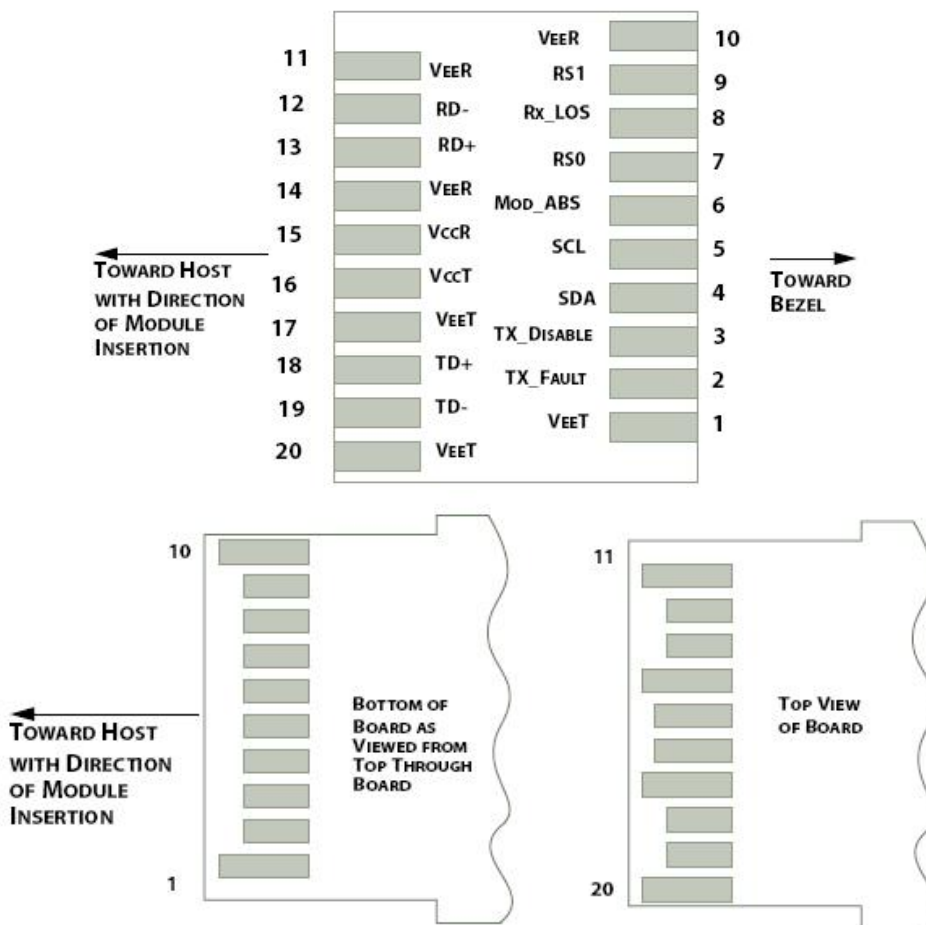 VEER 10
11 VEER
RS1 9
12 RD-
RX_LOS 8
13 RD+
RS0 7
14 VEER
MOD_ABS 6
15 VCCR
SCL 5
16 VCCT
SDA 4
17 VEET
TX_DISABLE 3
18 TD+
TX_FAULT 2
19 TD-
VEET 1
20 VEET
TOWARD HOST
WITH DIRECTION
OF MODULE
INSERTION
TOWARD
BEZEL
10
1
BOTTOM OF
BOARD AS
VIEWED FROM
TOP THROUGH
BOARD
TOWARD HOST
WITH DIRECTION
OF MODULE
INSERTION
11
20
TOP VIEW
OF BOARD